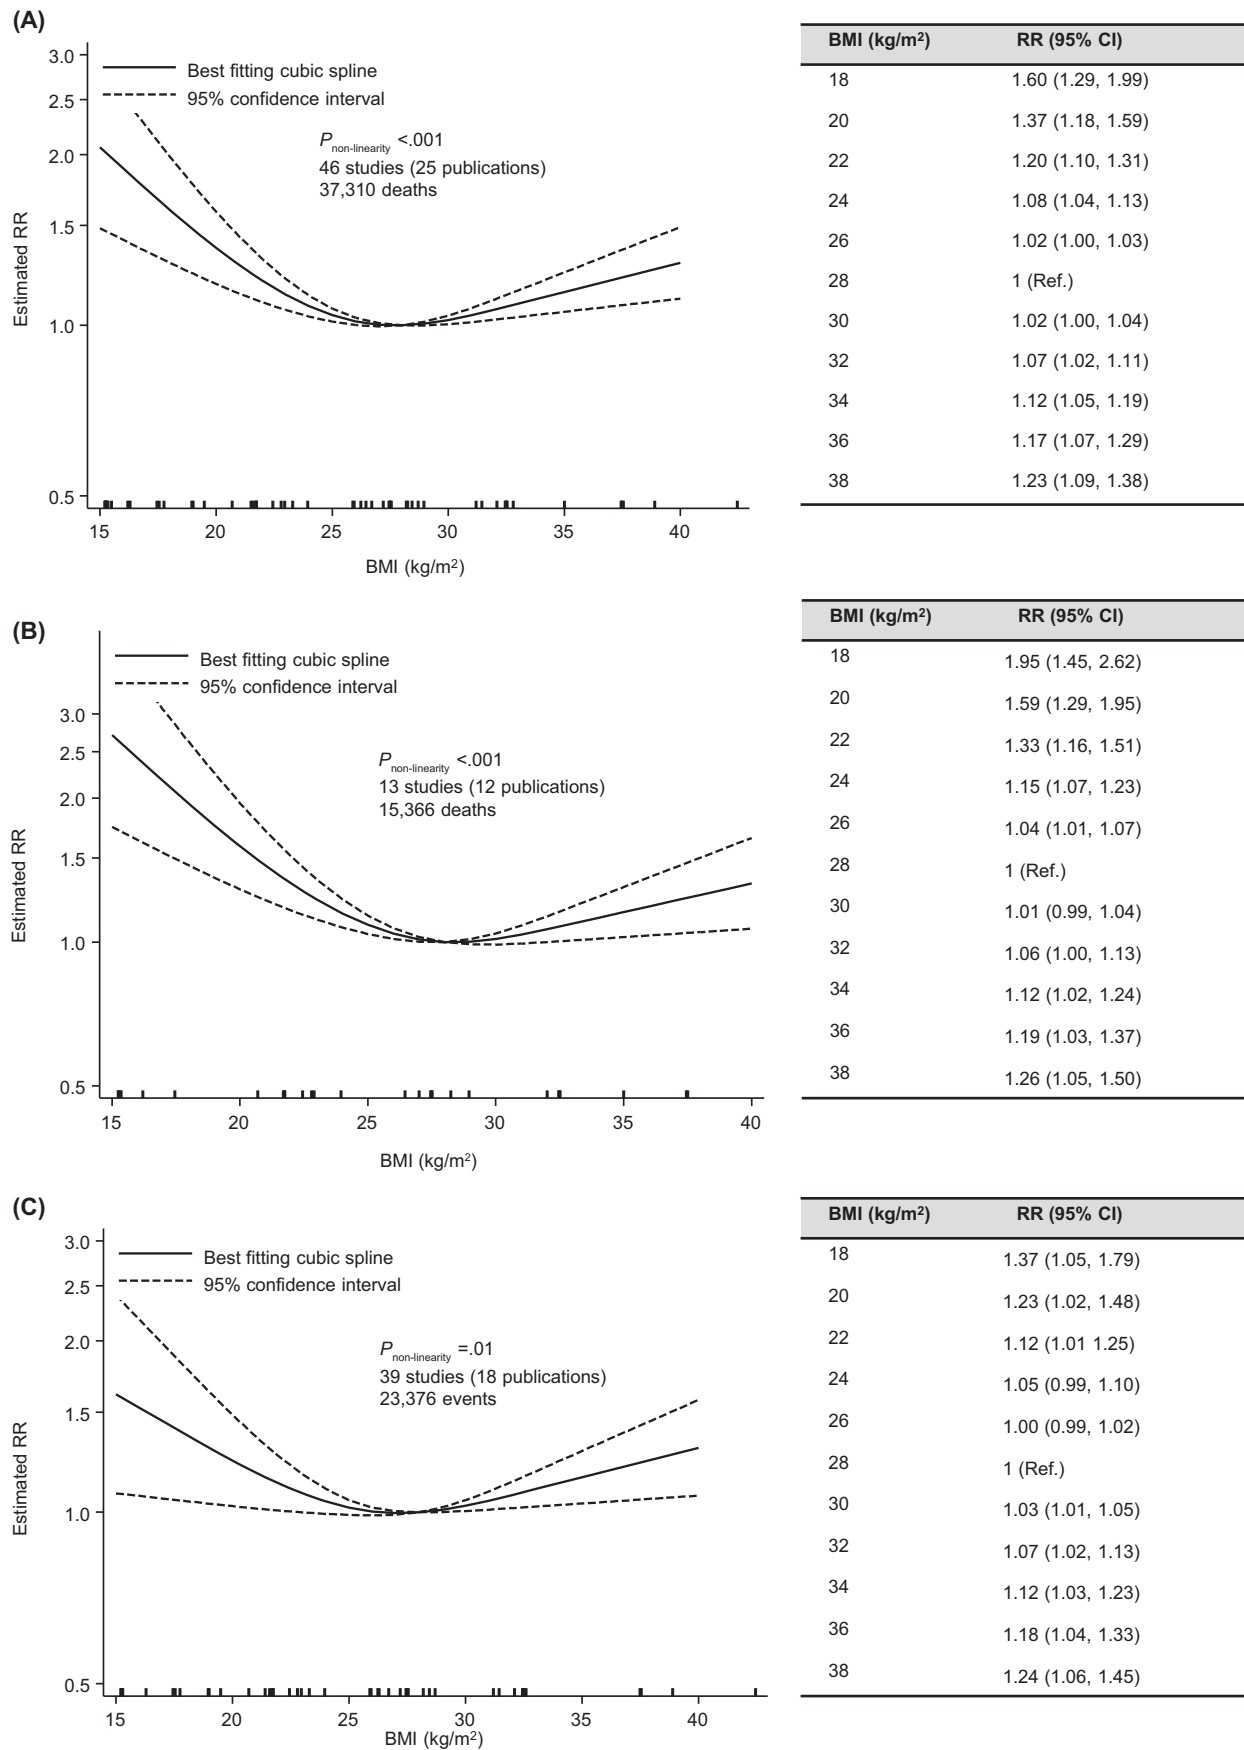 (A)
3.0
2.5
2.0
1.5
1.0
0.5
Estimated RR
Best fitting cubic spline
95% confidence interval
P non-linearity <.001
46 studies (25 publications)
37,310 deaths
15 20 25 30 35 40
BMI (kg/m²)
BMI (kg/m²) RR (95% CI)
18 1.60 (1.29, 1.99)
20 1.37 (1.18, 1.59)
22 1.20 (1.10, 1.31)
24 1.08 (1.04, 1.13)
26 1.02 (1.00, 1.03)
28 1 (Ref.)
30 1.02 (1.00, 1.04)
32 1.07 (1.02, 1.11)
34 1.12 (1.05, 1.19)
36 1.17 (1.07, 1.29)
38 1.23 (1.09, 1.38)
(B)
3.0
2.5
2.0
1.5
1.0
0.5
Estimated RR
Best fitting cubic spline
95% confidence interval
P non-linearity <.001
13 studies (12 publications)
15,366 deaths
15 20 25 30 35 40
BMI (kg/m²)
BMI (kg/m²) RR (95% CI)
18 1.95 (1.45, 2.62)
20 1.59 (1.29, 1.95)
22 1.33 (1.16, 1.51)
24 1.15 (1.07, 1.23)
26 1.04 (1.01, 1.07)
28 1 (Ref.)
30 1.01 (0.99, 1.04)
32 1.06 (1.00, 1.13)
34 1.12 (1.02, 1.24)
36 1.19 (1.03, 1.37)
38 1.26 (1.05, 1.50)
(C)
3.0
2.5
2.0
1.5
1.0
0.5
Estimated RR
Best fitting cubic spline
95% confidence interval
P non-linearity =.01
39 studies (18 publications)
23,376 events
15 20 25 30 35 40
BMI (kg/m²)
BMI (kg/m²) RR (95% CI)
18 1.37 (1.05, 1.79)
20 1.23 (1.02, 1.48)
22 1.12 (1.01 1.25)
24 1.05 (0.99, 1.10)
26 1.00 (0.99, 1.02)
28 1 (Ref.)
30 1.03 (1.01, 1.05)
32 1.07 (1.02, 1.13)
34 1.12 (1.03, 1.23)
36 1.18 (1.04, 1.33)
38 1.24 (1.06, 1.45)